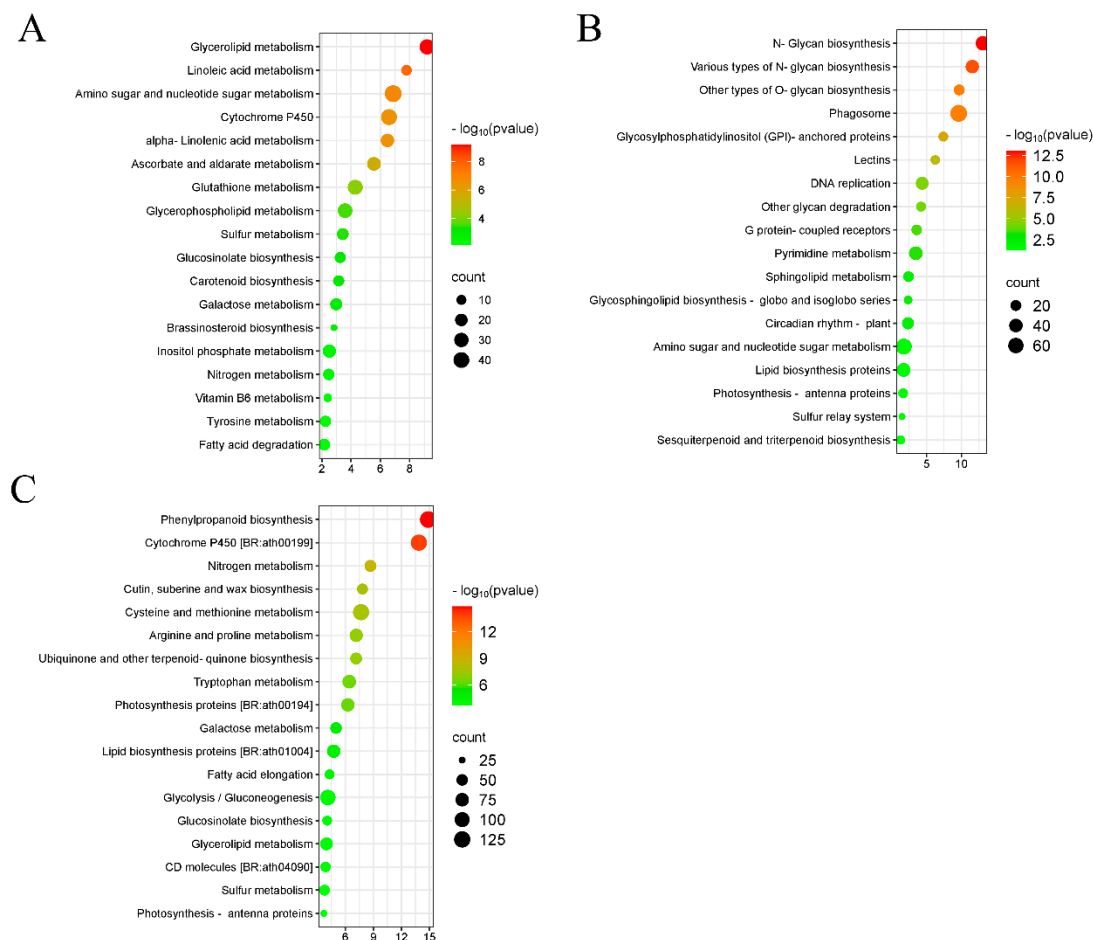 A
Glycerolipid metabolism
Linoleic acid metabolism
Amino sugar and nucleotide sugar metabolism
Cytochrome P450
alpha- Linolenic acid metabolism
Ascorbate and aldarate metabolism
Glutathione metabolism
Glycerophospholipid metabolism
Sulfur metabolism
Glucosinolate biosynthesis
Carotenoid biosynthesis
Galactose metabolism
Brassinosteroid biosynthesis
Inositol phosphate metabolism
Nitrogen metabolism
Vitamin B6 metabolism
Tyrosine metabolism
Fatty acid degradation
2 4 6 8
- log10(pvalue)
8
6
4
count
10
20
30
40
B
N- Glycan biosynthesis
Various types of N- glycan biosynthesis
Other types of O- glycan biosynthesis
Phagosome
Glycosylphosphatidylinositol (GPI)- anchored proteins
Lectins
DNA replication
Other glycan degradation
G protein- coupled receptors
Pyrimidine metabolism
Sphingolipid metabolism
Glycosphingolipid biosynthesis - globo and isoglobo series
Circadian rhythm - plant
Amino sugar and nucleotide sugar metabolism
Lipid biosynthesis proteins
Photosynthesis - antenna proteins
Sulfur relay system
Sesquiterpenoid and triterpenoid biosynthesis
5 10
- log10(pvalue)
12.5
10.0
7.5
5.0
2.5
count
20
40
60
C
Phenylpropanoid biosynthesis
Cytochrome P450 [BR:ath00199]
Nitrogen metabolism
Cutin, suberine and wax biosynthesis
Cysteine and methionine metabolism
Arginine and proline metabolism
Ubiquinone and other terpenoid- quinone biosynthesis
Tryptophan metabolism
Photosynthesis proteins [BR:ath00194]
Galactose metabolism
Lipid biosynthesis proteins [BR:ath01004]
Fatty acid elongation
Glycolysis / Gluconeogenesis
Glucosinolate biosynthesis
Glycerolipid metabolism
CD molecules [BR:ath04090]
Sulfur metabolism
Photosynthesis - antenna proteins
6 9 12 15
- log10(pvalue)
12
9
6
count
25
50
75
100
125